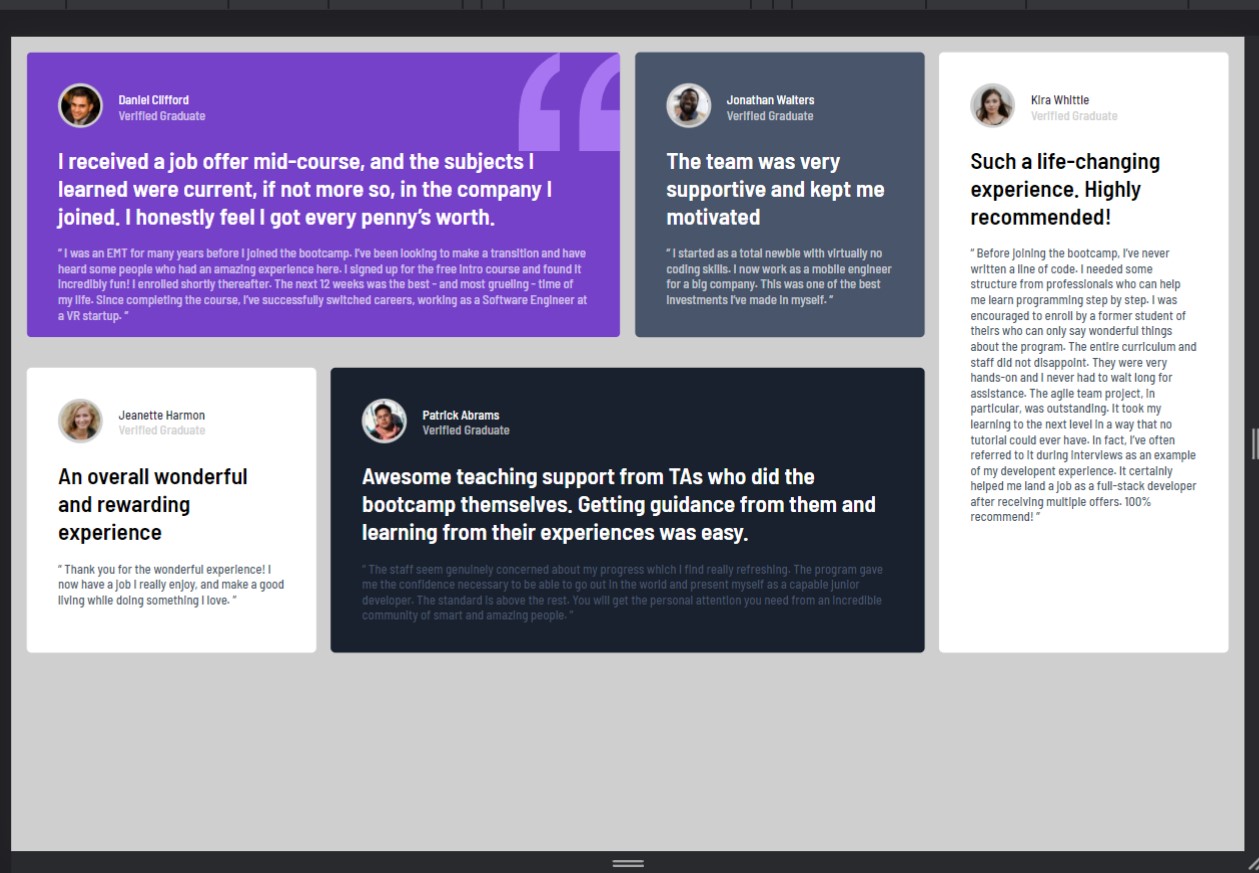 Daniel Clifford
Verified Graduate
I received a job offer mid-course, and the subjects I
learned were current, if not more so, in the company I
joined. I honestly feel I got every penny’s worth.
“ I was an EMT for many years before I joined the bootcamp. I’ve been looking to make a transition and have
heard some people who had an amazing experience here. I signed up for the free intro course and found it
incredibly fun! I enrolled shortly thereafter. The next 12 weeks was the best - and most grueling - time of
my life. Since completing the course, I’ve successfully switched careers, working as a Software Engineer at
a VR startup. ”
Jonathan Walters
Verified Graduate
The team was very
supportive and kept me
motivated
“ I started as a total newbie with virtually no
coding skills. I now work as a mobile engineer
for a big company. This was one of the best
investments I’ve made in myself. ”
Kira Whittle
Verified Graduate
Such a life-changing
experience. Highly
recommended!
“ Before joining the bootcamp, I’ve never
written a line of code. I needed some
structure from professionals who can help
me learn programming step by step. I was
encouraged to enroll by a former student of
theirs who can only say wonderful things
about the program. The entire curriculum and
staff did not disappoint. They were very
hands-on and I never had to wait long for
assistance. The agile team project, in
particular, was outstanding. It took my
learning to the next level in a way that no
tutorial could ever have. In fact, I’ve often
referred to it during interviews as an example
of my developent experience. It certainly
helped me land a job as a full-stack developer
after receiving multiple offers. 100%
recommend! ”
Jeanette Harmon
Verified Graduate
An overall wonderful
and rewarding
experience
“ Thank you for the wonderful experience! I
now have a job I really enjoy, and make a good
living while doing something I love. ”
Patrick Abrams
Verified Graduate
Awesome teaching support from TAs who did the
bootcamp themselves. Getting guidance from them and
learning from their experiences was easy.
“ The staff seem genuinely concerned about my progress which I find really refreshing. The program gave
me the confidence necessary to be able to go out in the world and present myself as a capable junior
developer. The standard is above the rest. You will get the personal attention you need from an incredible
community of smart and amazing people. ”